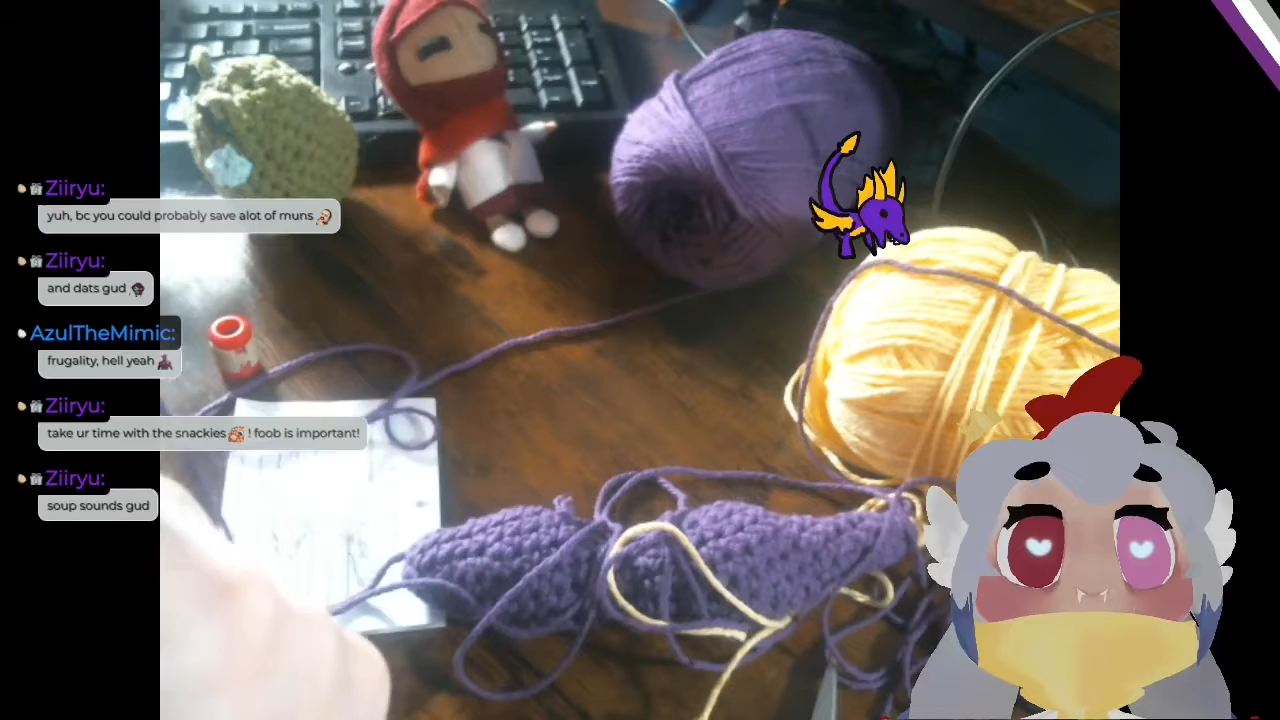 Ziiryu:
yuh, bc you could probably save alot of muns
Ziiryu:
and dats gud
AzulTheMimic:
frugality, hell yeah
Ziiryu:
take ur time with the snackies ! foob is important!
Ziiryu:
soup sounds gud